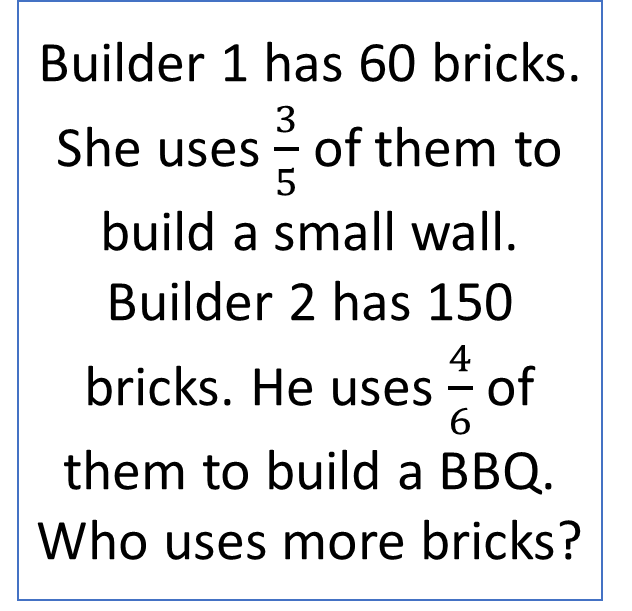 Builder 1 has 60 bricks.
She uses 3/5 of them to
build a small wall.
Builder 2 has 150
bricks. He uses 4/6 of
them to build a BBQ.
Who uses more bricks?